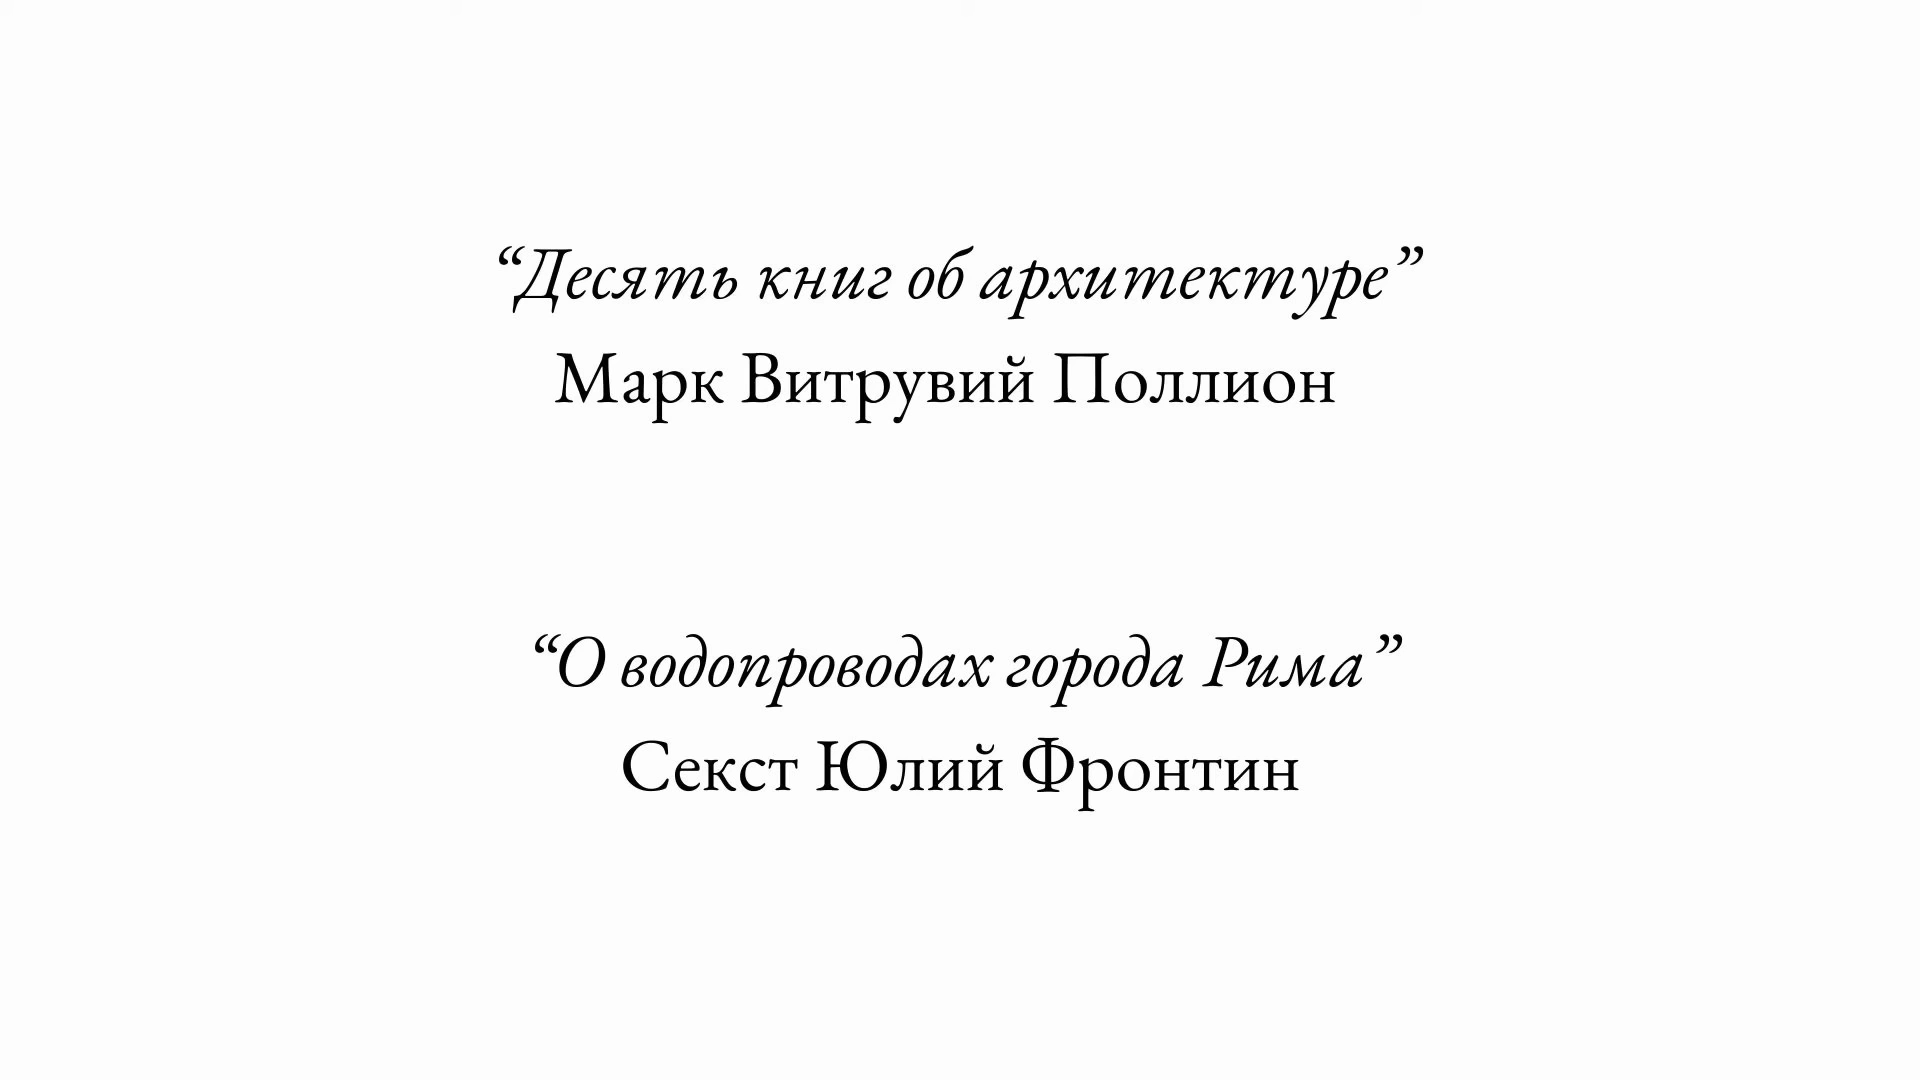 “Десять книг об архитектуре”
Марк Витрувий Поллион
“О водопроводах города Рима”
Секст Юлий Фронтин